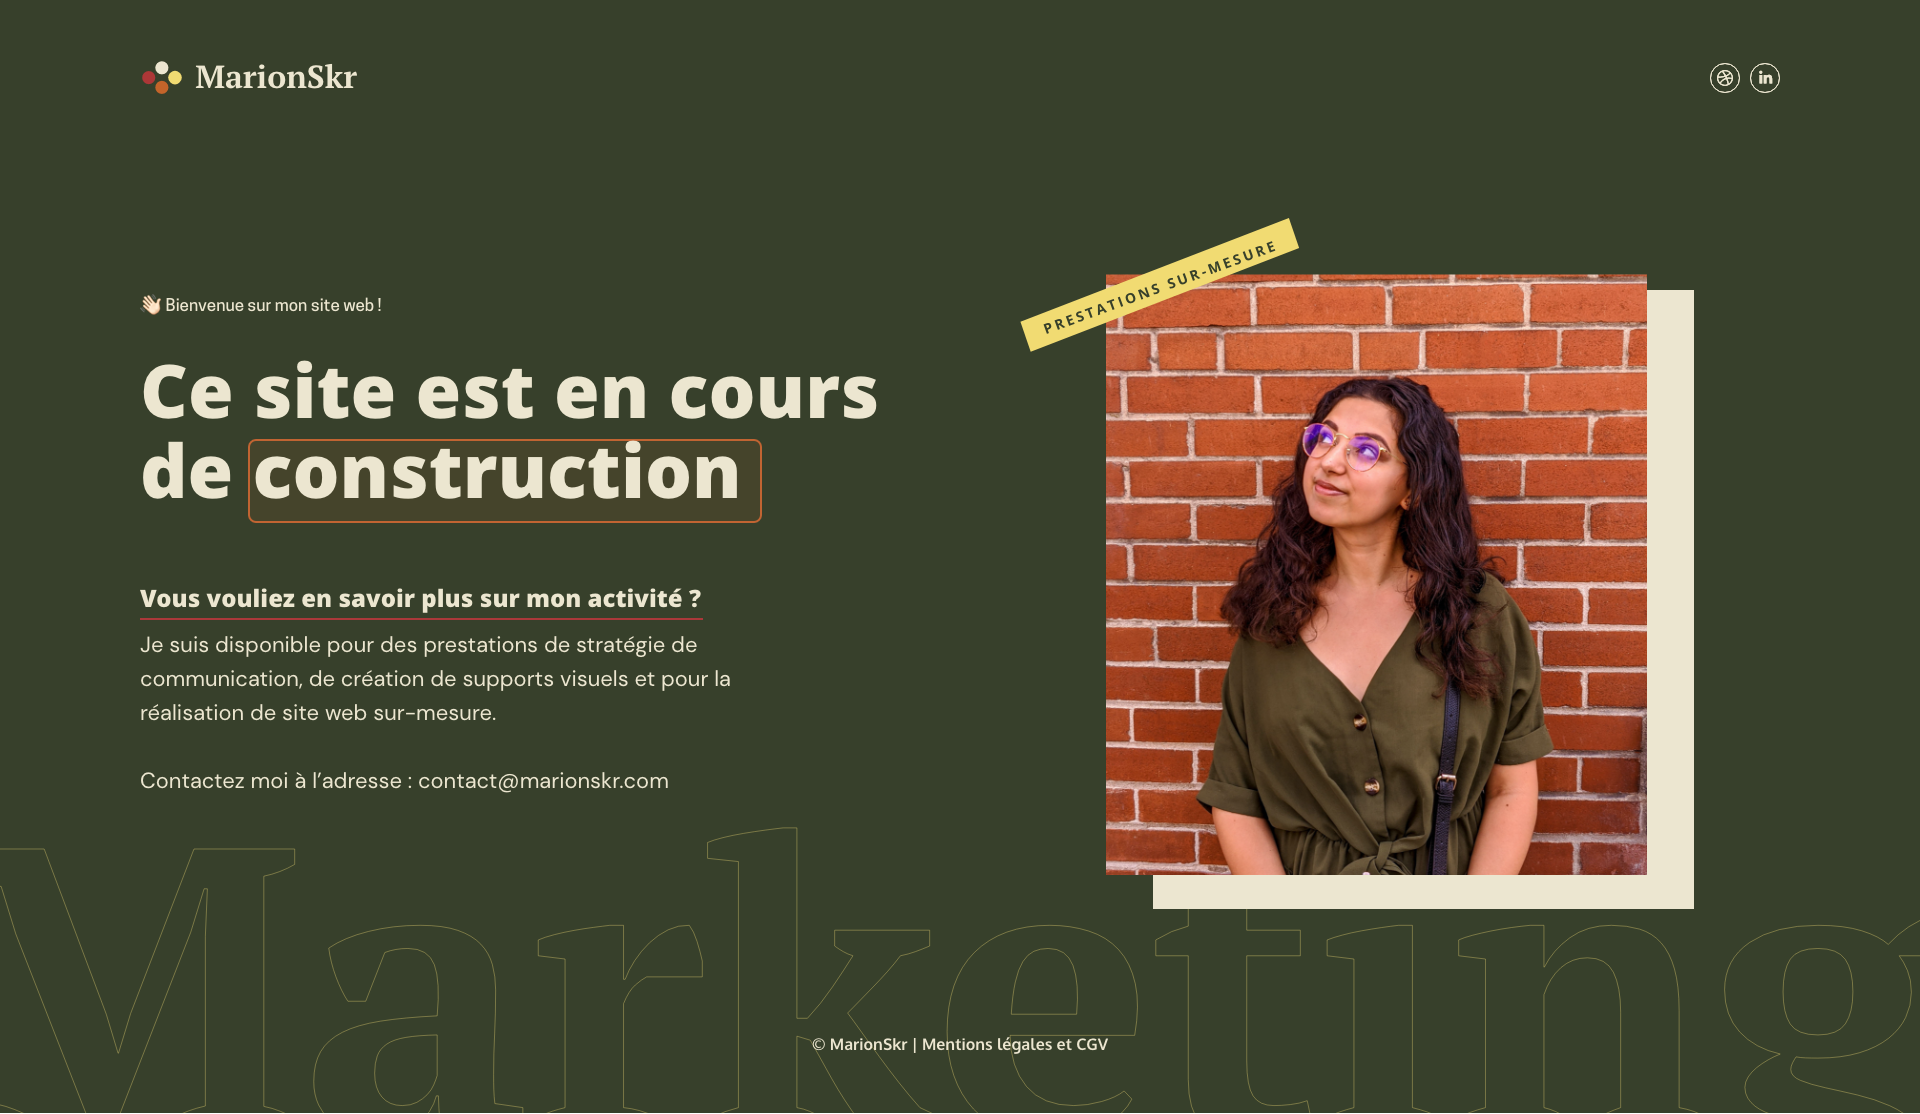 MarionSkr
in
PRESTATIONS SUR-MESURE
👋🏻 Bienvenue sur mon site web !
Ce site est en cours
de construction
Vous vouliez en savoir plus sur mon activité ?
Je suis disponible pour des prestations de stratégie de
communication, de création de supports visuels et pour la
réalisation de site web sur-mesure.
Contactez moi à l’adresse : contact@marionskr.com
Marketing
© MarionSkr | Mentions légales et CGV